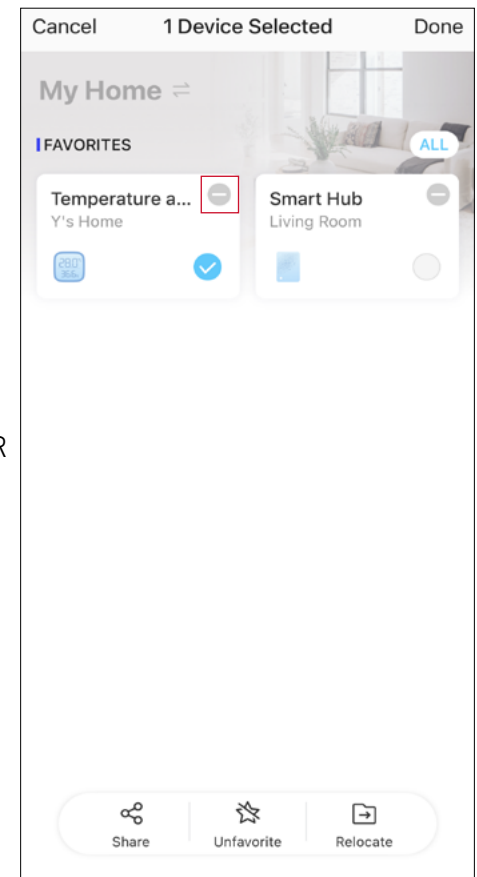 Cancel 1 Device Selected Done
My Home
FAVORITES ALL
Temperature a... Smart Hub
Y's Home Living Room
R
Share Unfavorite Relocate